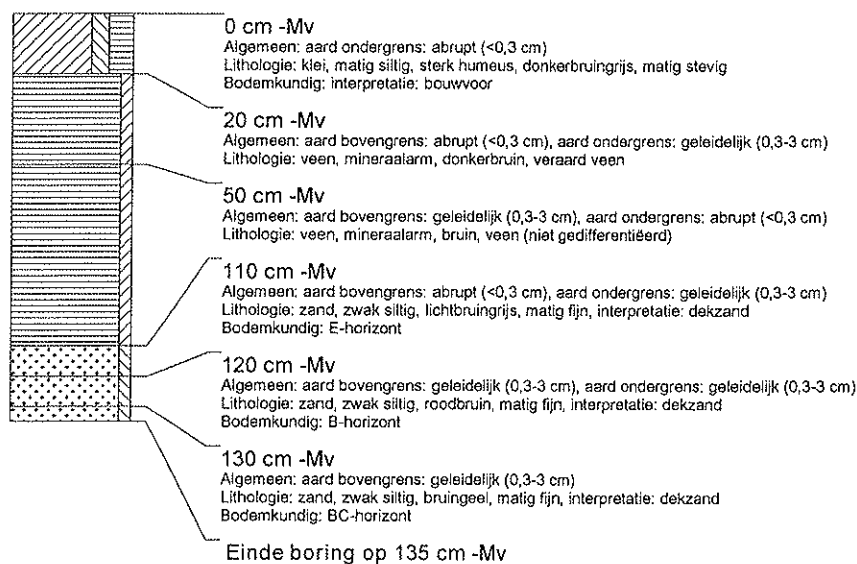 0 cm -Mv
Algemeen: aard ondergrens: abrupt (<0,3 cm)
Lithologie: klei, matig siltig, sterk humeus, donkerbruingrijs, matig stevig
Bodemkundig: interpretatie: bouwvoor
20 cm -Mv
Algemeen: aard bovengrens: abrupt (<0,3 cm), aard ondergrens: geleidelijk (0,3-3 cm)
Lithologie: veen, mineraalarm, donkerbruin, veraard veen
50 cm -Mv
Algemeen: aard bovengrens: geleidelijk (0,3-3 cm), aard ondergrens: abrupt (<0,3 cm)
Lithologie: veen, mineraalarm, bruin, veen (niet gedifferentiëerd)
110 cm -Mv
Algemeen: aard bovengrens: abrupt (<0,3 cm), aard ondergrens: geleidelijk (0,3-3 cm)
Lithologie: zand, zwak siltig, lichtbruingrijs, matig fijn, interpretatie: dekzand
Bodemkundig: E-horizont
120 cm -Mv
Algemeen: aard bovengrens: geleidelijk (0,3-3 cm), aard ondergrens: geleidelijk (0,3-3 cm)
Lithologie: zand, zwak siltig, roodbruin, matig fijn, interpretatie: dekzand
Bodemkundig: B-horizont
130 cm -Mv
Algemeen: aard bovengrens: geleidelijk (0,3-3 cm)
Lithologie: zand, zwak siltig, bruingeel, matig fijn, interpretatie: dekzand
Bodemkundig: BC-horizont
Einde boring op 135 cm -Mv